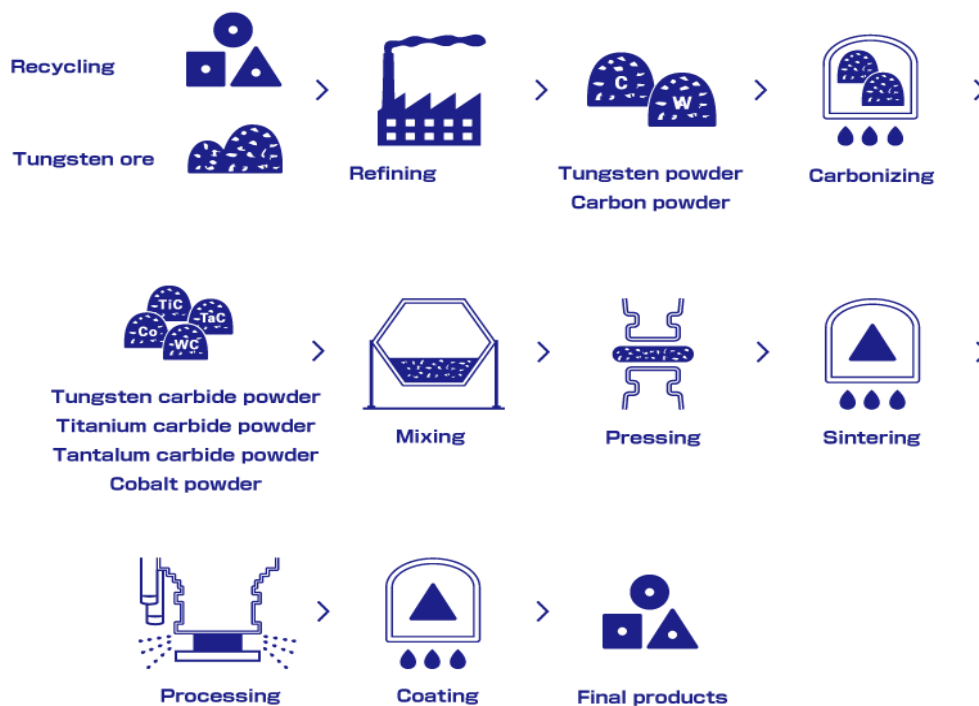 Recycling
Tungsten ore
Refining
C
W
Tungsten powder
Carbon powder
Carbonizing
TiC
TaC
Co
WC
Tungsten carbide powder
Titanium carbide powder
Tantalum carbide powder
Cobalt powder
Mixing
Pressing
Sintering
Processing
Coating
Final products